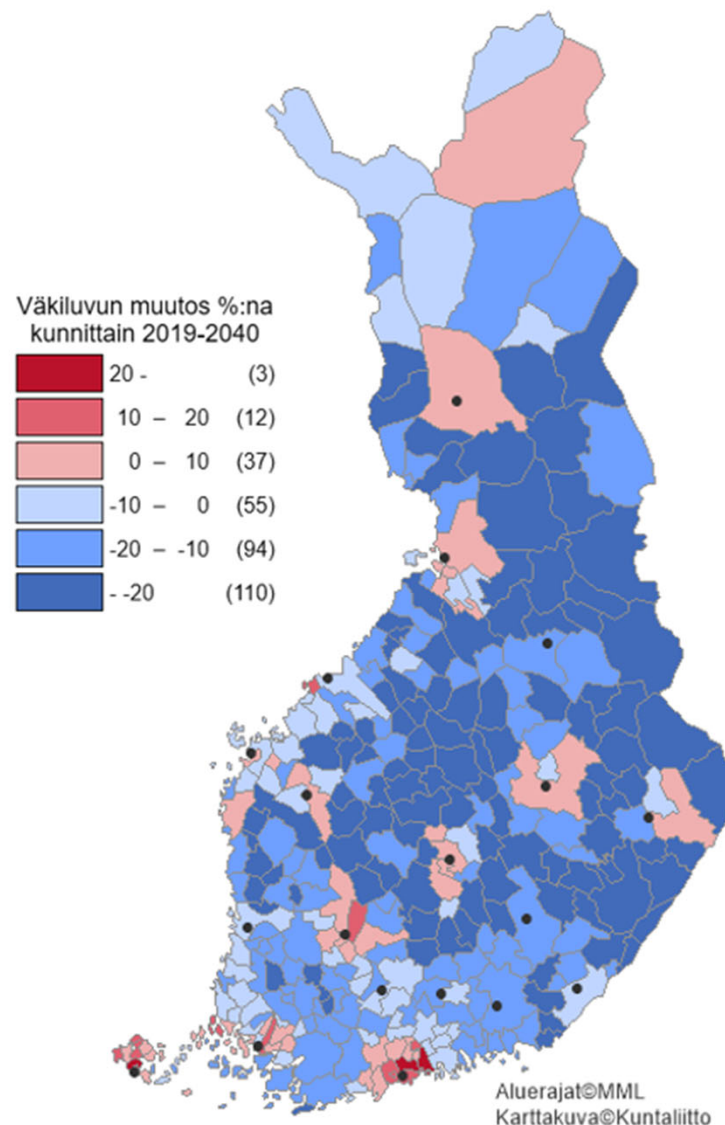 Väkiluvun muutos %:na
kunnittain 2019-2040
20 - (3)
10 – 20 (12)
0 – 10 (37)
-10 – 0 (55)
-20 – -10 (94)
- -20 (110)
Aluerajat©MML
Karttakuva©Kuntaliitto